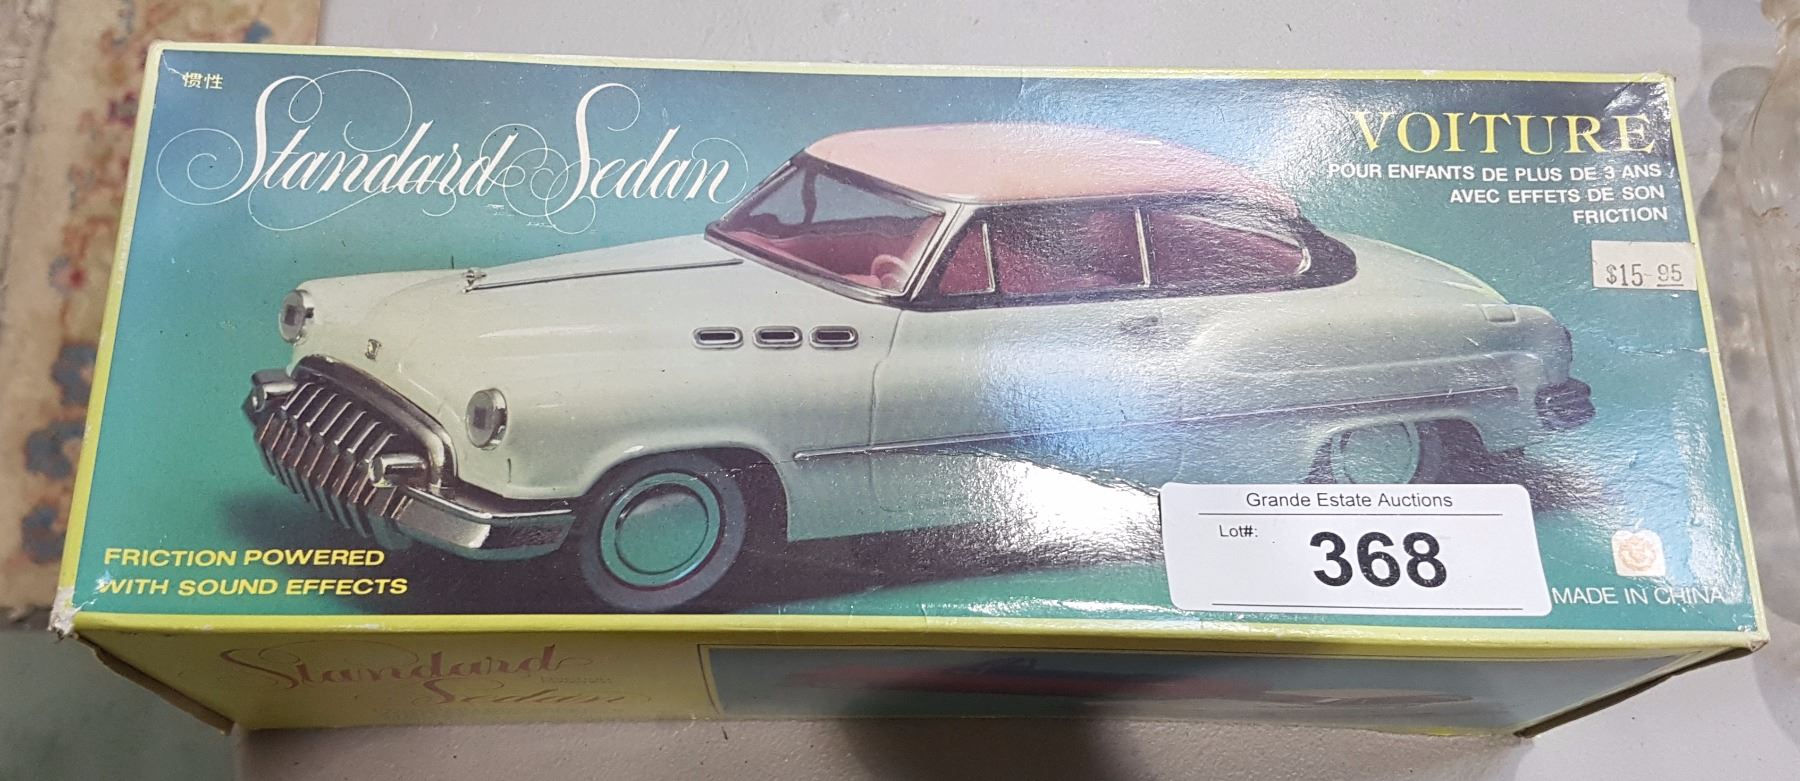 惯性
Standard Sedan
VOITURE
POUR ENFANTS DE PLUS DE 3 ANS
AVEC EFFETS DE SON
FRICTION
$15.95
FRICTION POWERED
WITH SOUND EFFECTS
Grande Estate Auctions
Lot#:
368
MADE IN CHINA
Standard
Sedan